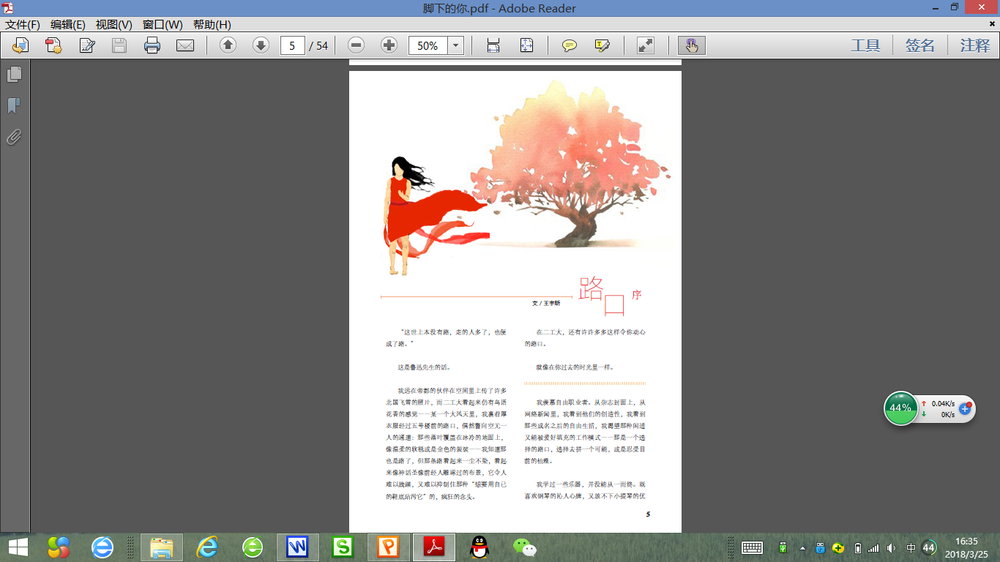 脚下的你.pdf - Adobe Reader
文件(F) 编辑(E) 视图(V) 窗口(W) 帮助(H)
5 / 54
50%
工具 签名 注释
路口 序
文 / 王宇昕
“这世上本没有路，走的人多了，也便
成了路。”
这是鲁迅先生的话。
我远在帝都的伙伴在空间里上传了许多
北国飞雪的照片，而二工大看起来仍有鸟语
花香的感觉——某一个大风天里，我裹着厚
衣服经过五号楼前的路口，偶然瞥向空无一
人的通道：那些落叶覆盖在冰冷的地面上，
像温柔的软毯或是金色的袈裟——我知道那
也是路了，但那条路看起来一尘不染，看起
来像神话圣像前经人雕琢过的布景，它令人
难以跨越，又难以抑制住那种“想要用自己
的鞋底玷污它”的，疯狂的念头。
在二工大，还有许许多多这样令你动心
的路口。
就像在你过去的时光里一样。
我羡慕自由职业者。从杂志封面上，从
网络新闻里，我看到他们的创造性，我看到
那些成名之后的自由生活，我渴望那种闲适
又能被爱好填充的工作模式——那是一个选
择的路口，选择去拼一个可能，或是忍受目
前的枯燥。
我学过一些乐器，并没能从一而终。既
喜欢钢琴的沁人心脾，又放不下小提琴的优
5
44%
0.04K/s
0K/s
中
44
16:35
2018/3/25